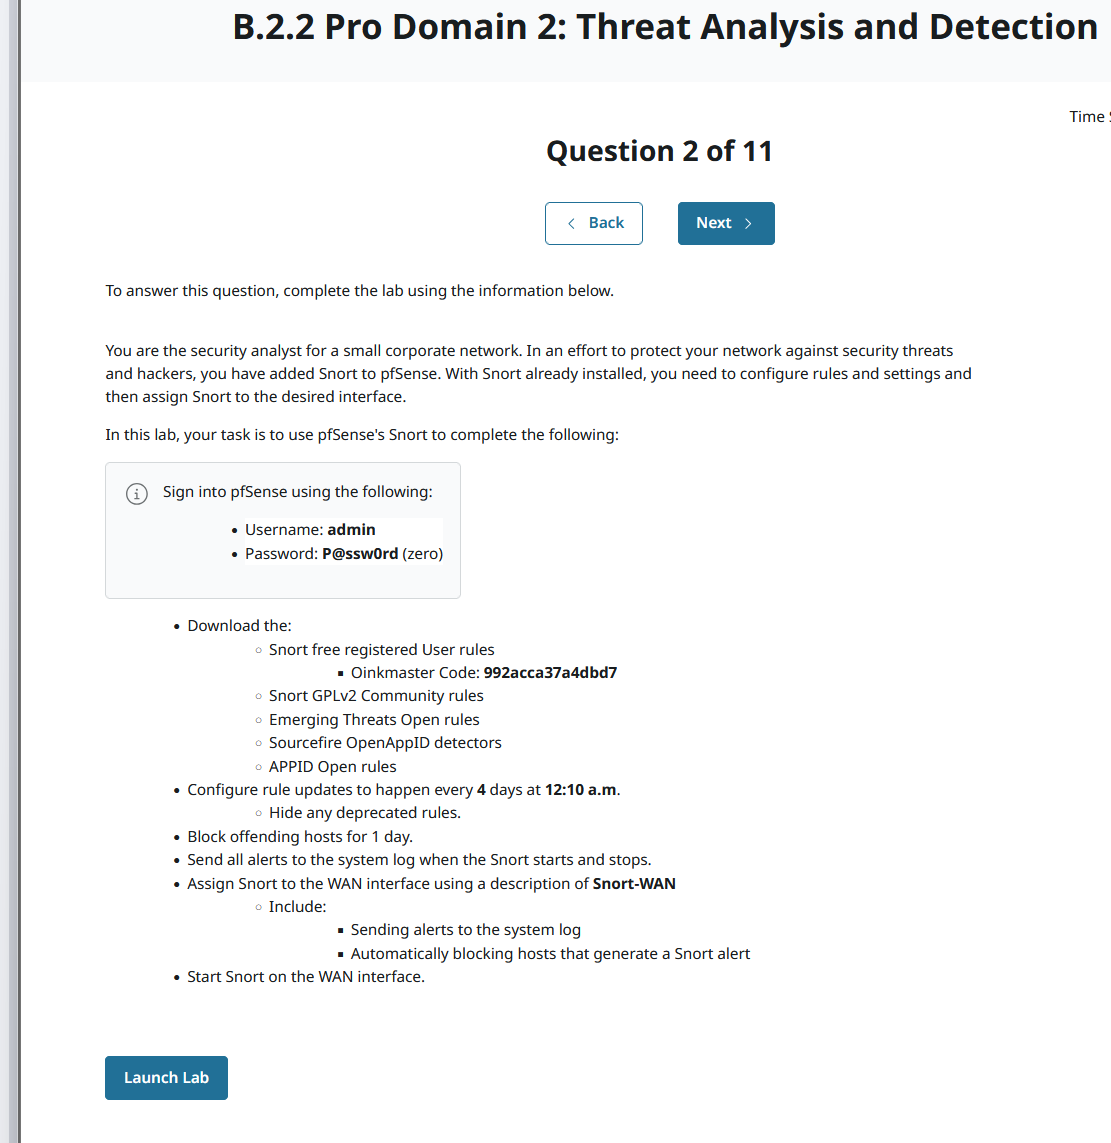 B.2.2 Pro Domain 2: Threat Analysis and Detection
Time
Question 2 of 11
Back
Next
To answer this question, complete the lab using the information below.
You are the security analyst for a small corporate network. In an effort to protect your network against security threats
and hackers, you have added Snort to pfSense. With Snort already installed, you need to configure rules and settings and
then assign Snort to the desired interface.
In this lab, your task is to use pfSense's Snort to complete the following:
Sign into pfSense using the following:
• Username: admin
• Password: P@ssw0rd (zero)
• Download the:
◦ Snort free registered User rules
▪ Oinkmaster Code: 992acca37a4dbd7
◦ Snort GPLv2 Community rules
◦ Emerging Threats Open rules
◦ Sourcefire OpenAppID detectors
◦ APPID Open rules
• Configure rule updates to happen every 4 days at 12:10 a.m.
◦ Hide any deprecated rules.
• Block offending hosts for 1 day.
• Send all alerts to the system log when the Snort starts and stops.
• Assign Snort to the WAN interface using a description of Snort-WAN
◦ Include:
▪ Sending alerts to the system log
▪ Automatically blocking hosts that generate a Snort alert
• Start Snort on the WAN interface.
Launch Lab